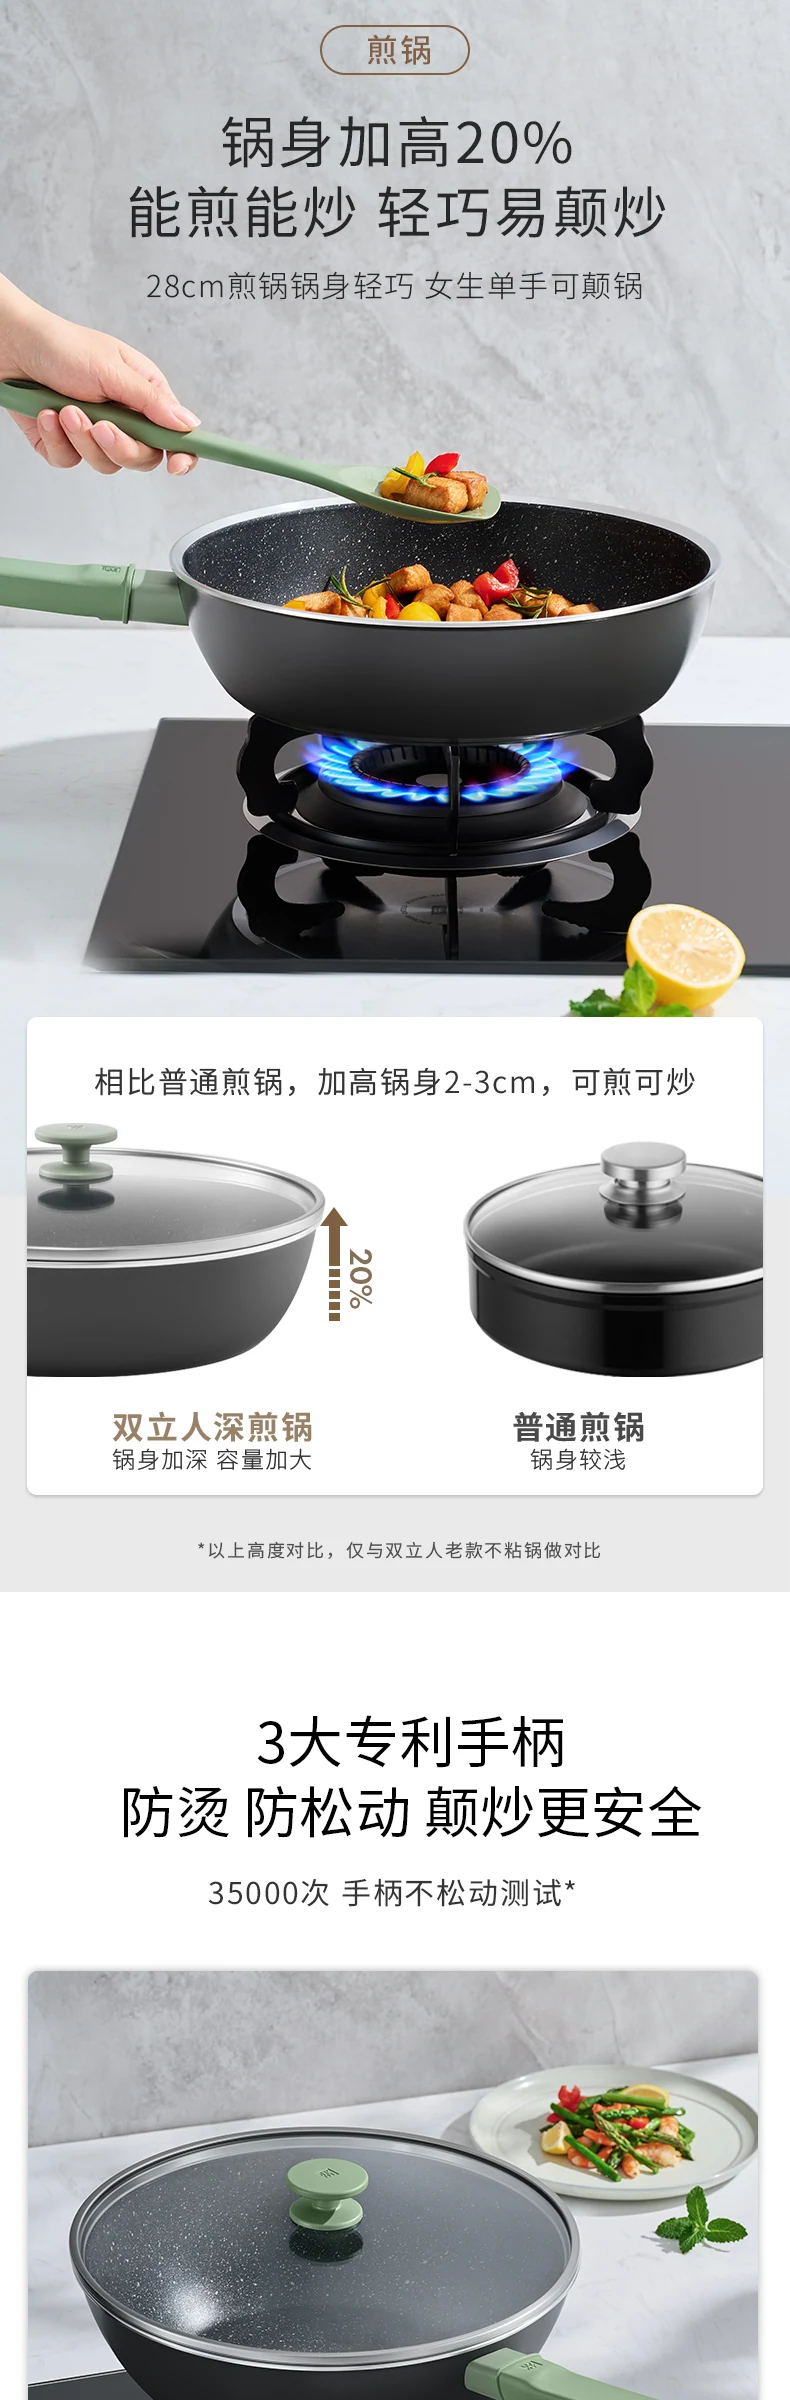 煎锅
锅身加高20%
能煎能炒 轻巧易颠炒
28cm煎锅锅身轻巧 女生单手可颠锅
相比普通煎锅，加高锅身2-3cm，可煎可炒
20%
双立人深煎锅
锅身加深 容量加大
普通煎锅
锅身较浅
*以上高度对比，仅与双立人老款不粘锅做对比
3大专利手柄
防烫 防松动 颠炒更安全
35000次 手柄不松动测试*